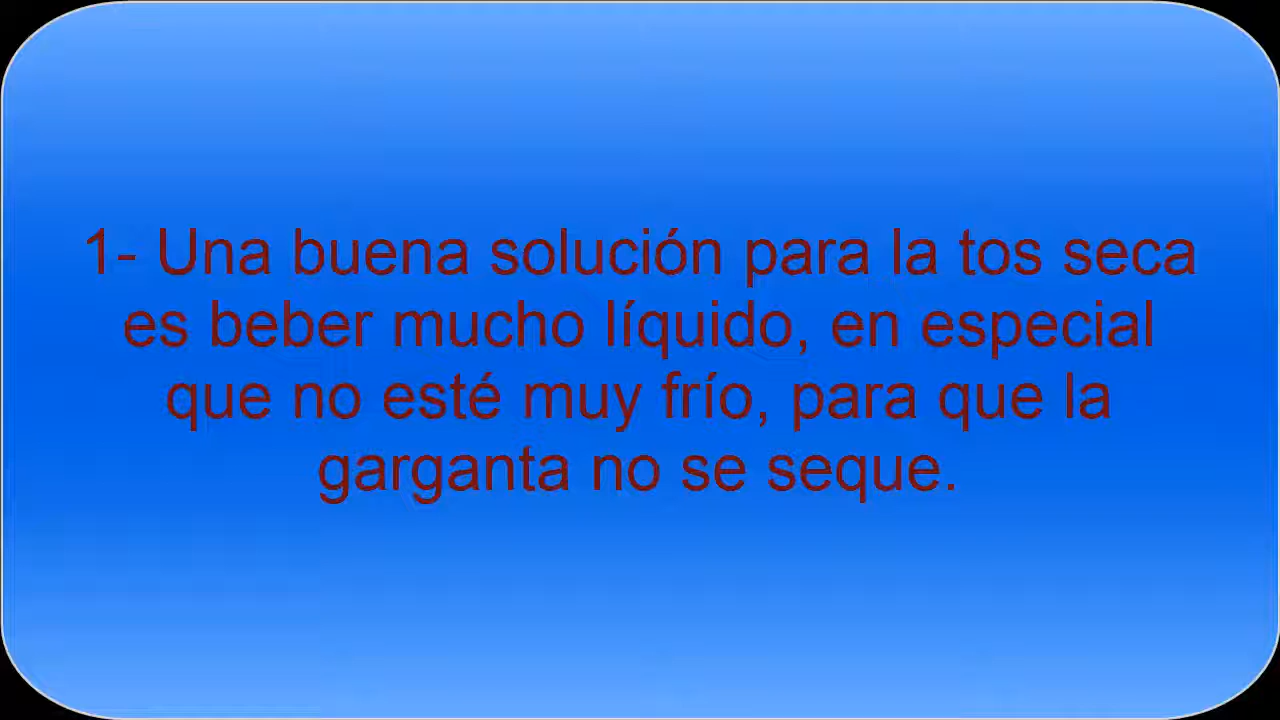 1- Una buena solución para la tos seca
es beber mucho líquido, en especial
que no esté muy frío, para que la
garganta no se seque.